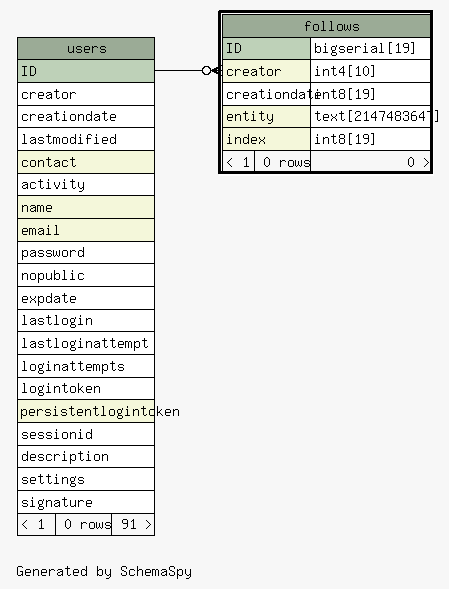 users
ID
creator
creationdate
lastmodified
contact
activity
name
email
password
nopublic
expdate
lastlogin
lastloginattempt
loginattempts
logintoken
persistentlogintoken
sessionid
description
settings
signature
< 1 0 rows 91 >
follows
ID bigserial[19]
creator int4[10]
creationdate int8[19]
entity text[2147483647]
index int8[19]
< 1 0 rows 0 >
Generated by SchemaSpy